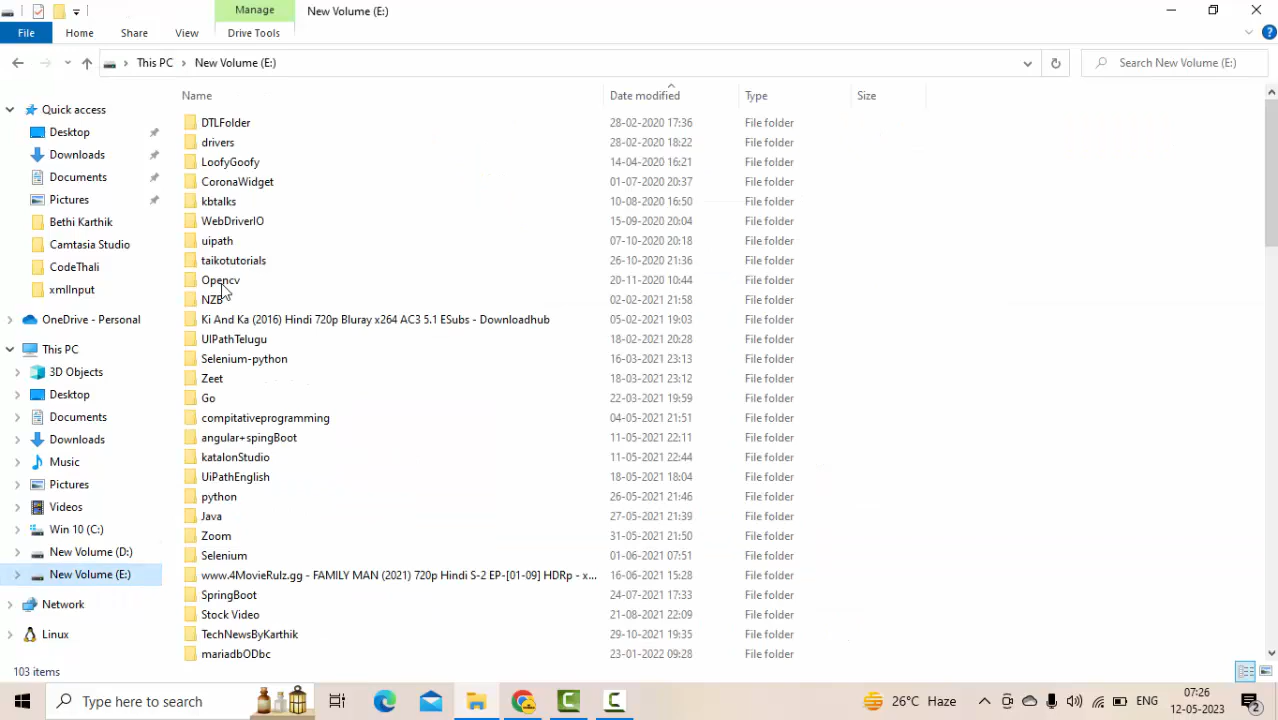 Manage New Volume (E:)
File Home Share View Drive Tools
This PC New Volume (E:) Search New Volume (E:)
Name Date modified Type Size
Quick access
Desktop
Downloads
Documents
Pictures
Bethi Karthik
Camtasia Studio
CodeThali
xmlInput
OneDrive - Personal
This PC
3D Objects
Desktop
Documents
Downloads
Music
Pictures
Videos
Win 10 (C:)
New Volume (D:)
New Volume (E:)
Network
Linux
DTLFolder 28-02-2020 17:36 File folder
drivers 28-02-2020 18:22 File folder
LoofyGoofy 14-04-2020 16:21 File folder
CoronaWidget 01-07-2020 20:37 File folder
kbtalks 10-08-2020 16:50 File folder
WebDriverIO 15-09-2020 20:04 File folder
uipath 07-10-2020 20:18 File folder
taikotutorials 26-10-2020 21:36 File folder
Opencv 20-11-2020 10:44 File folder
NZB 02-02-2021 21:58 File folder
Ki And Ka (2016) Hindi 720p Bluray x264 AC3 5.1 ESubs - Downloadhub 05-02-2021 19:03 File folder
UIPathTelugu 18-02-2021 20:28 File folder
Selenium-python 16-03-2021 23:13 File folder
Zeet 18-03-2021 23:12 File folder
Go 22-03-2021 19:59 File folder
compitativeprogramming 04-05-2021 21:51 File folder
angular+spingBoot 11-05-2021 22:11 File folder
katalonStudio 11-05-2021 22:44 File folder
UiPathEnglish 18-05-2021 18:04 File folder
python 26-05-2021 21:46 File folder
Java 27-05-2021 21:39 File folder
Zoom 31-05-2021 21:50 File folder
Selenium 01-06-2021 07:51 File folder
www.4MovieRulz.gg - FAMILY MAN (2021) 720p Hindi S-2 EP-[01-09] HDRp - x... 16-06-2021 15:28 File folder
SpringBoot 24-07-2021 17:33 File folder
Stock Video 21-08-2021 22:09 File folder
TechNewsByKarthik 29-10-2021 19:35 File folder
mariadbODbc 23-01-2022 09:28 File folder
103 items
Type here to search 26°C Haze ENG 07:26
12-05-2023 2